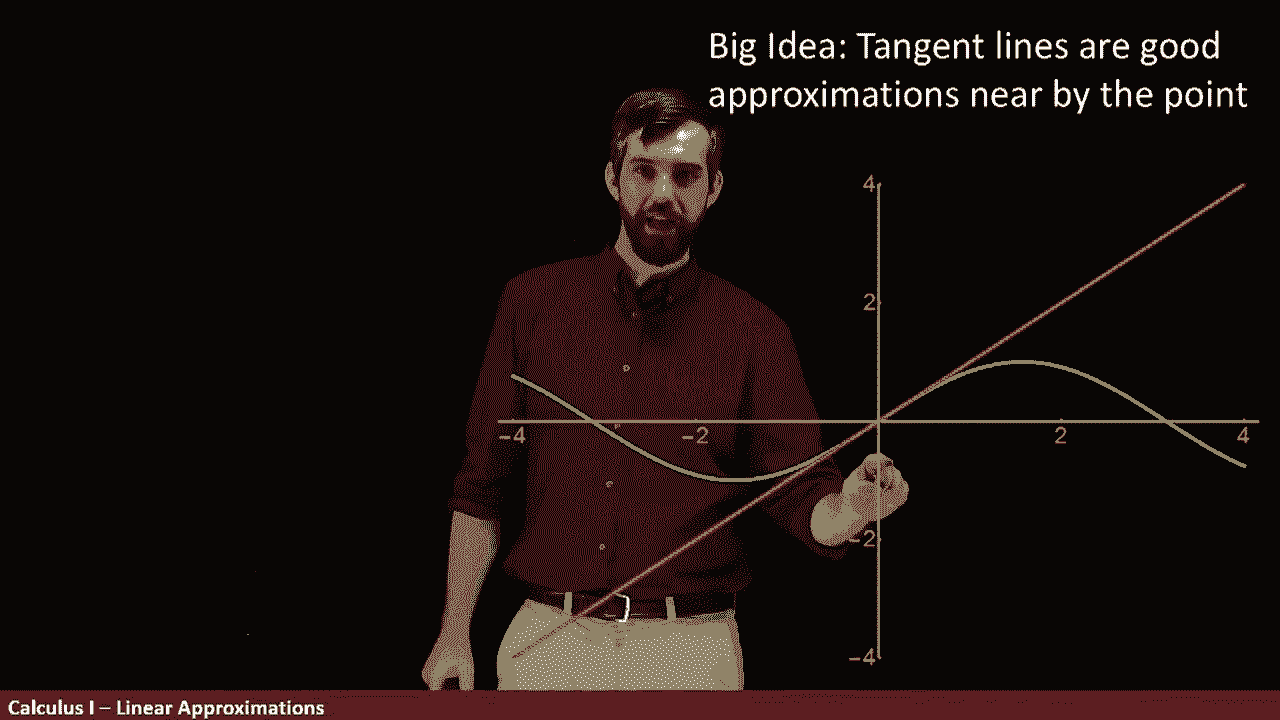 Big Idea: Tangent lines are good
approximations near by the point
4
2
-4
-2
2
4
-2
-4
Calculus I – Linear Approximations